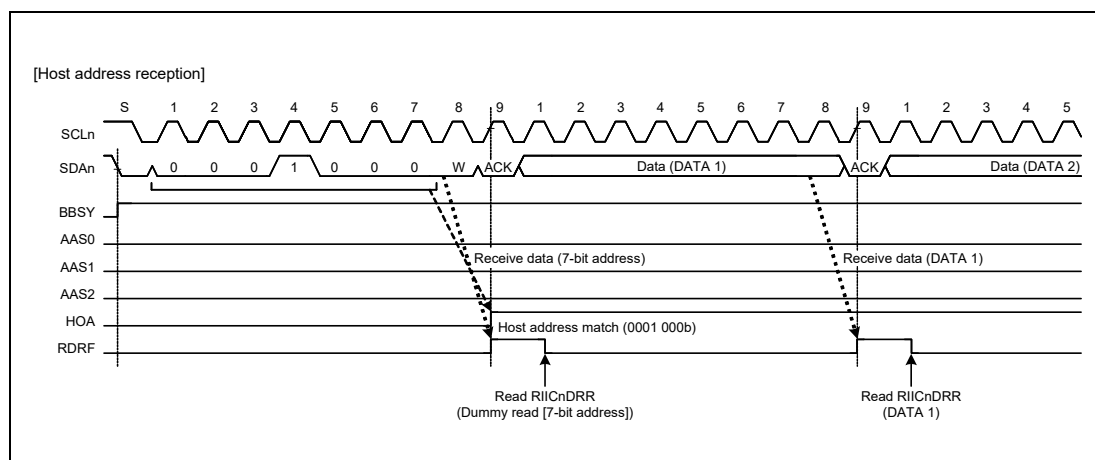 [Host address reception]
S 1 2 3 4 5 6 7 8 9 1 2 3 4 5 6 7 8 9 1 2 3 4 5
SCLn
SDAn 0 0 0 1 0 0 0 W ACK Data (DATA 1) ACK Data (DATA 2)
BBSY
AAS0
Receive data (7-bit address) Receive data (DATA 1)
AAS1
AAS2
HOA
Host address match (0001 000b)
RDRF
Read RIICnDRR Read RIICnDRR
(Dummy read [7-bit address]) (DATA 1)